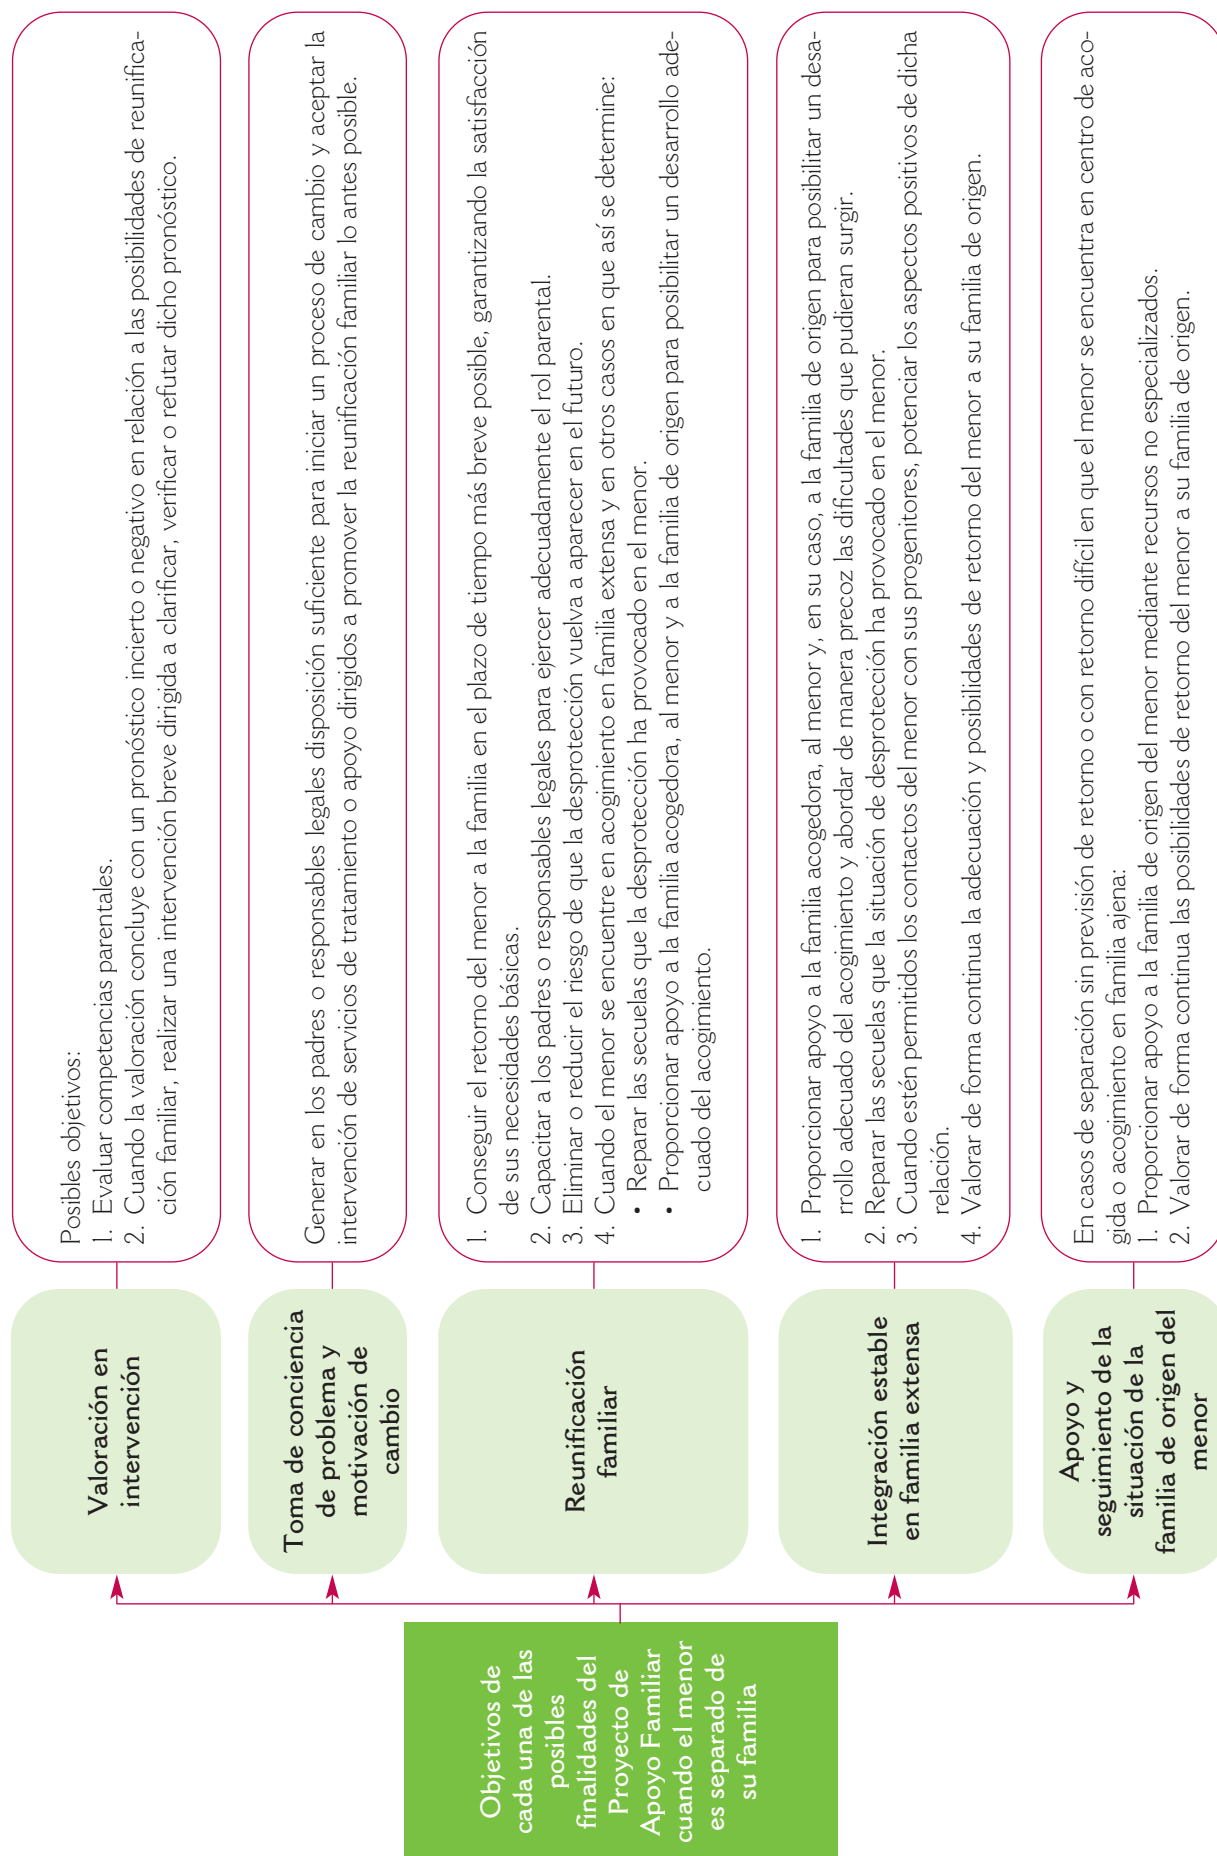 Objetivos de
cada una de las
posibles
finalidades del
Proyecto de
Apoyo Familiar
cuando el menor
es separado de
su familia
Valoración en
intervención
Posibles objetivos:
1. Evaluar competencias parentales.
2. Cuando la valoración concluye con un pronóstico incierto o negativo en relación a las posibilidades de reunifica-
ción familiar, realizar una intervención breve dirigida a clarificar, verificar o refutar dicho pronóstico.
Toma de conciencia
de problema y
motivación de
cambio
Generar en los padres o responsables legales disposición suficiente para iniciar un proceso de cambio y aceptar la
intervención de servicios de tratamiento o apoyo dirigidos a promover la reunificación familiar lo antes posible.
Reunificación
familiar
1. Conseguir el retorno del menor a la familia en el plazo de tiempo más breve posible, garantizando la satisfacción
de sus necesidades básicas.
2. Capacitar a los padres o responsables legales para ejercer adecuadamente el rol parental.
3. Eliminar o reducir el riesgo de que la desprotección vuelva a aparecer en el futuro.
4. Cuando el menor se encuentre en acogimiento en familia extensa y en otros casos en que así se determine:
• Reparar las secuelas que la desprotección ha provocado en el menor.
• Proporcionar apoyo a la familia acogedora, al menor y a la familia de origen para posibilitar un desarrollo ade-
cuado del acogimiento.
Integración estable
en familia extensa
1. Proporcionar apoyo a la familia acogedora, al menor y, en su caso, a la familia de origen para posibilitar un desa-
rrollo adecuado del acogimiento y abordar de manera precoz las dificultades que pudieran surgir.
2. Reparar las secuelas que la situación de desprotección ha provocado en el menor.
3. Cuando estén permitidos los contactos del menor con sus progenitores, potenciar los aspectos positivos de dicha
relación.
4. Valorar de forma continua la adecuación y posibilidades de retorno del menor a su familia de origen.
Apoyo y
seguimiento de la
situación de la
familia de origen del
menor
En casos de separación sin previsión de retorno o con retorno difícil en que el menor se encuentra en centro de aco-
gida o acogimiento en familia ajena:
1. Proporcionar apoyo a la familia de origen del menor mediante recursos no especializados.
2. Valorar de forma continua las posibilidades de retorno del menor a su familia de origen.